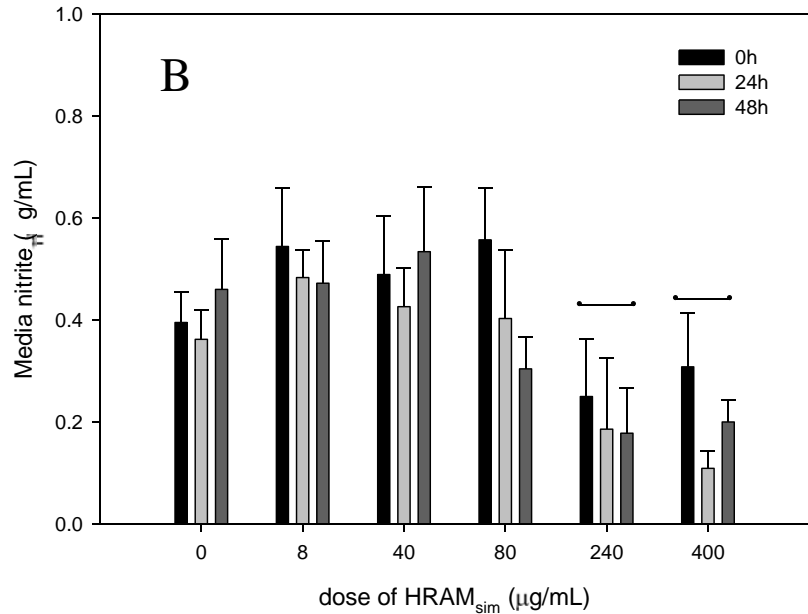 B
0h
24h
48h
1.0
0.8
0.6
0.4
0.2
0.0
Media nitrite (μg/mL)
0 8 40 80 240 400
dose of HRAMsim (μg/mL)